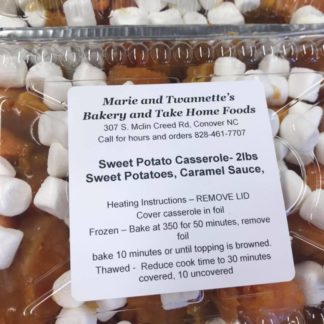 Marie and Twannette's
Bakery and Take Home Foods
307 S. Mclin Creed Rd, Conover NC
Call for hours and orders 828-461-7707
Sweet Potato Casserole- 2lbs
Sweet Potatoes, Caramel Sauce,
Heating Instructions – REMOVE LID
Cover casserole in foil
Frozen – Bake at 350 for 50 minutes, remove
foil
bake 10 minutes or until topping is browned.
Thawed - Reduce cook time to 30 minutes
covered, 10 uncovered